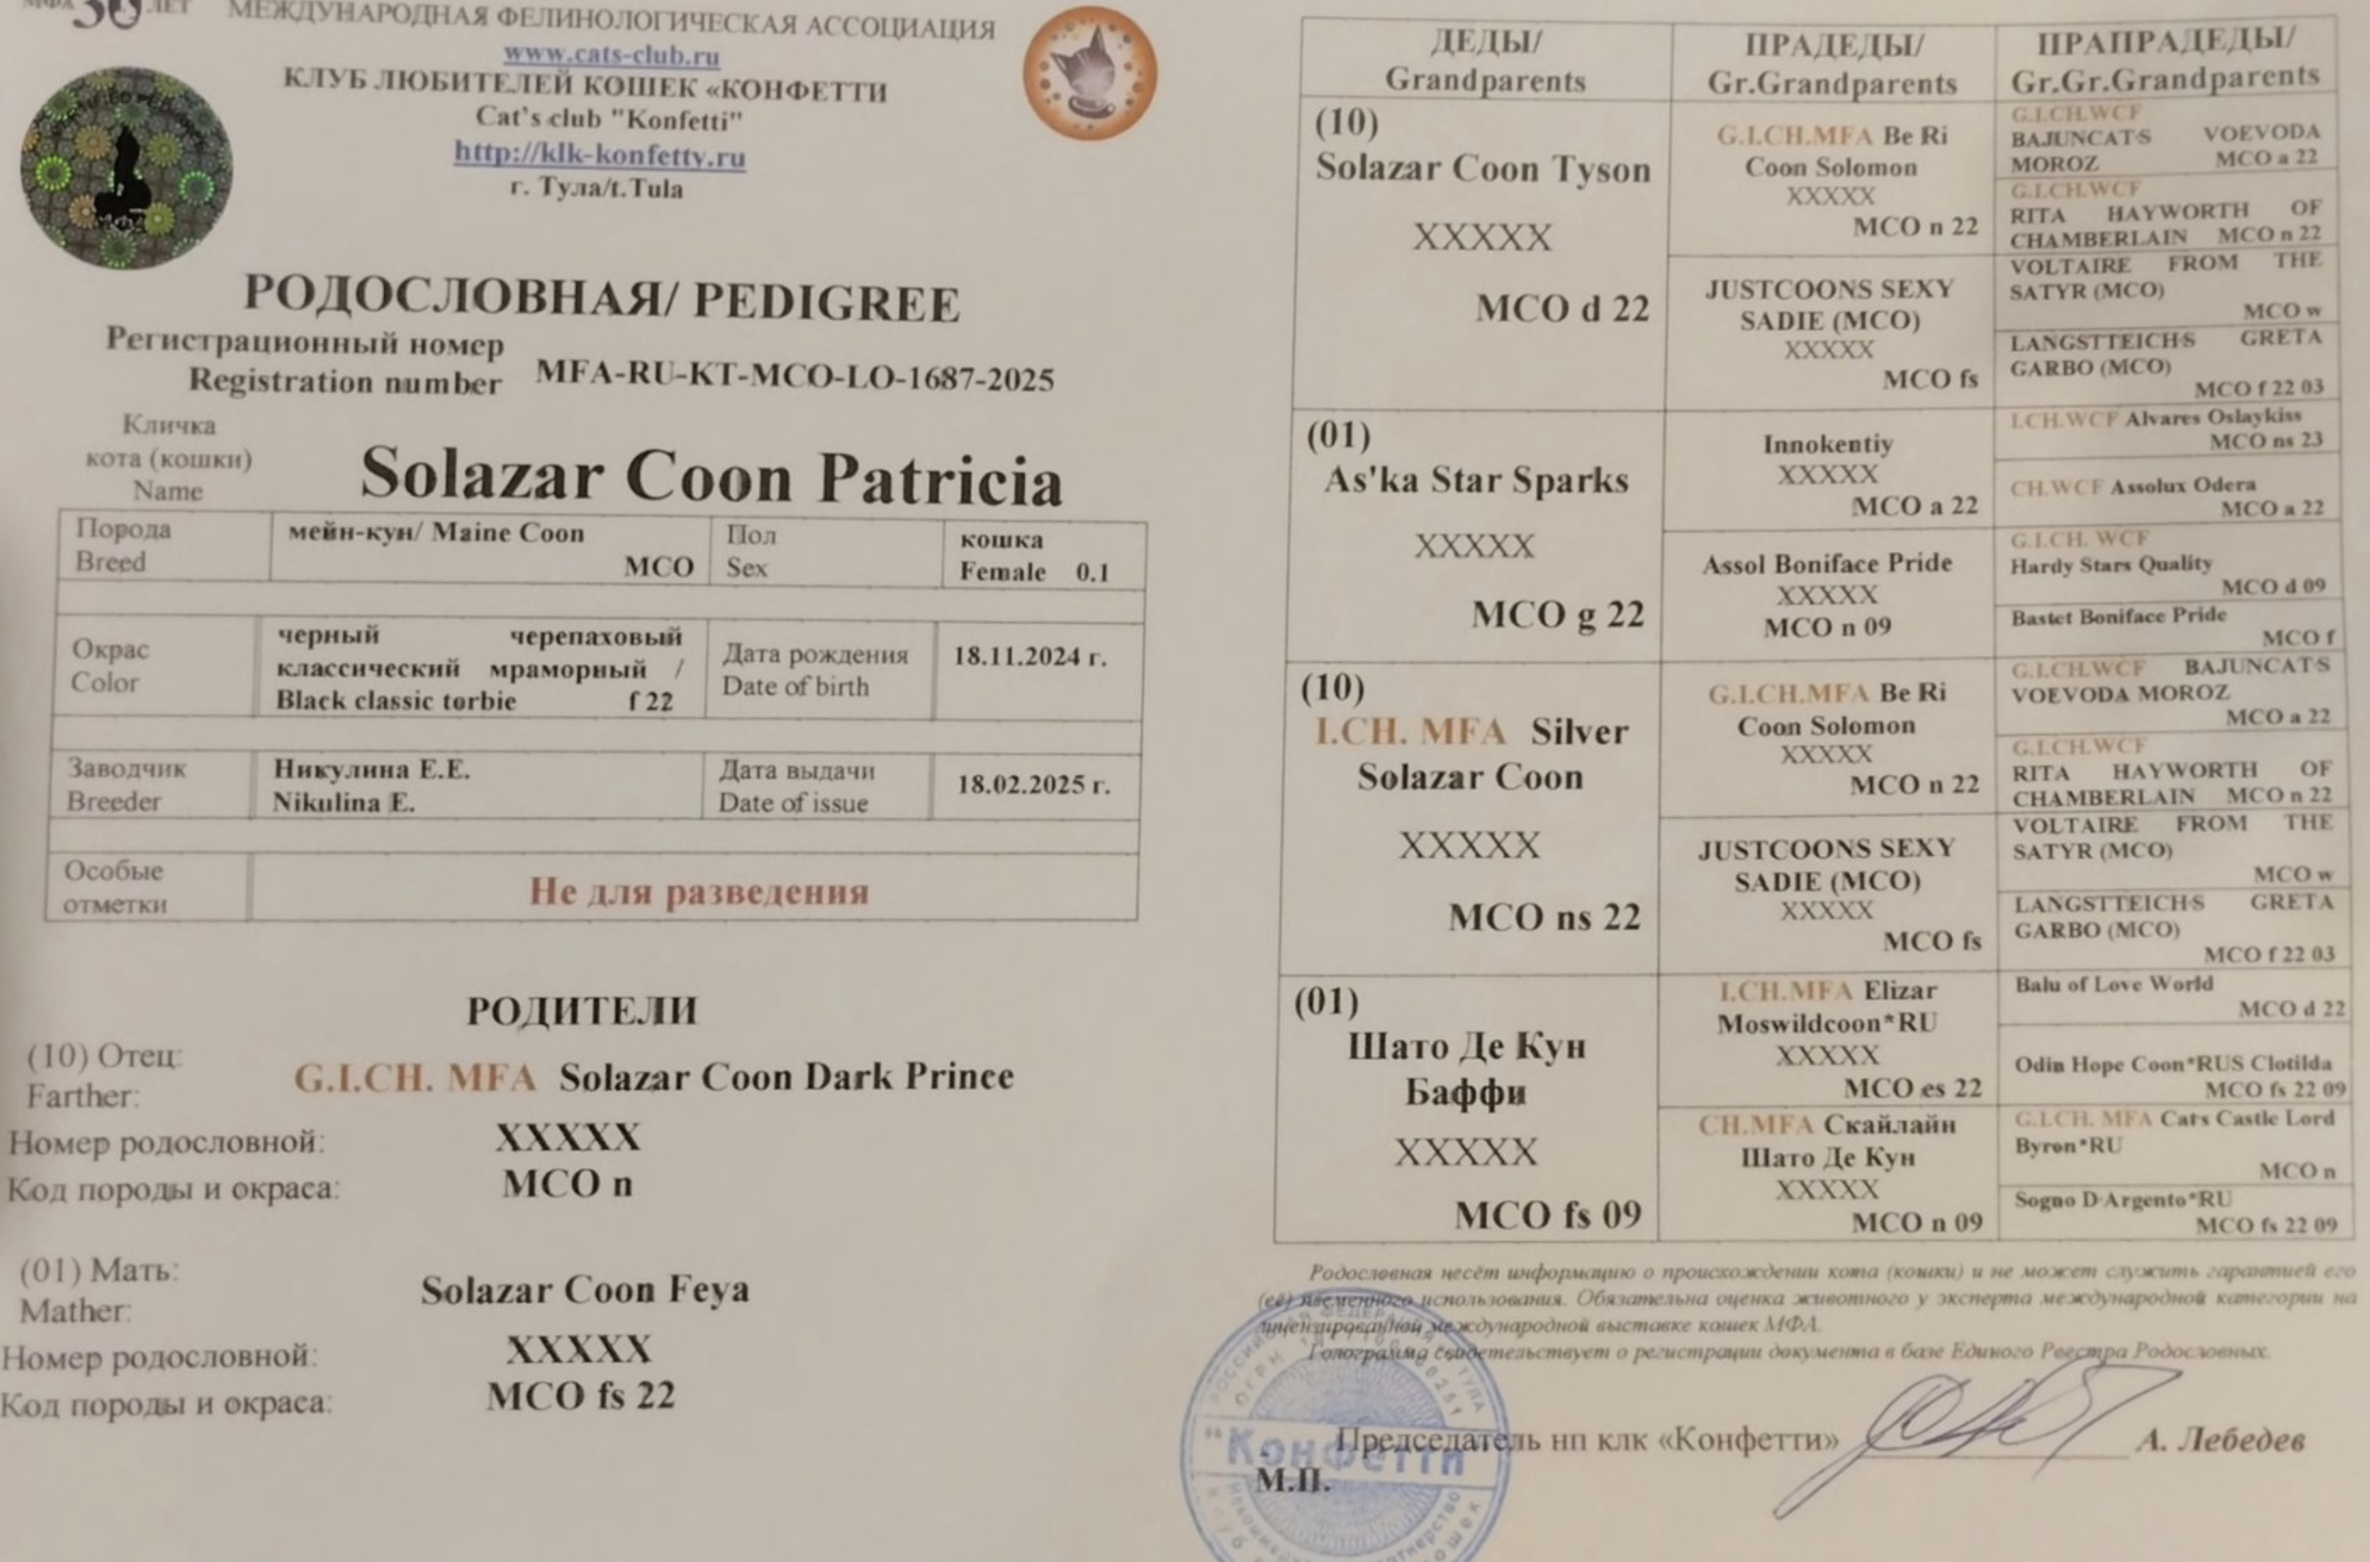 МФА 30 ЛЕТ
МЕЖДУНАРОДНАЯ ФЕЛИНОЛОГИЧЕСКАЯ АССОЦИАЦИЯ
www.cats-club.ru
КЛУБ ЛЮБИТЕЛЕЙ КОШЕК «КОНФЕТТИ
Cat's club "Konfetti"
http://klk-konfetty.ru
г. Тула/t.Tula
РОДОСЛОВНАЯ/ PEDIGREE
Регистрационный номер
Registration number
MFA-RU-KT-MCO-LO-1687-2025
Кличка
кота (кошки)
Name
Solazar Coon Patricia
Порода
Breed
мейн-кун/ Maine Coon
MCO
Пол
Sex
кошка
Female 0.1
Окрас
Color
черный черепаховый
классический мраморный /
Black classic torbie f 22
Дата рождения
Date of birth
18.11.2024 г.
Заводчик
Breeder
Никулина Е.Е.
Nikulina E.
Дата выдачи
Date of issue
18.02.2025 г.
Особые
отметки
Не для разведения
РОДИТЕЛИ
(10) Отец:
Farther:
G.I.CH. MFA Solazar Coon Dark Prince
Номер родословной:
XXXXX
Код породы и окраса:
MCO n
(01) Мать:
Mather:
Solazar Coon Feya
Номер родословной:
XXXXX
Код породы и окраса:
MCO fs 22
ДЕДЫ/
Grandparents
ПРАДЕДЫ/
Gr.Grandparents
ПРАПРАДЕДЫ/
Gr.Gr.Grandparents
(10)
Solazar Coon Tyson
XXXXX
MCO d 22
G.I.CH.MFA Be Ri
Coon Solomon
XXXXX
MCO n 22
G.I.CH.WCF
BAJUNCAT'S VOEVODA
MOROZ MCO a 22
G.I.CH.WCF
RITA HAYWORTH OF
CHAMBERLAIN MCO n 22
JUSTCOONS SEXY
SADIE (MCO)
XXXXX
MCO fs
VOLTAIRE FROM THE
SATYR (MCO)
MCO w
LANGSTTEICH'S GRETA
GARBO (MCO)
MCO f 22 03
(01)
As'ka Star Sparks
XXXXX
MCO g 22
Innokentiy
XXXXX
MCO a 22
I.CH.WCF Alvares Oslaykiss
MCO ns 23
CH.WCF Assolux Odera
MCO a 22
Assol Boniface Pride
XXXXX
MCO n 09
G.I.CH. WCF
Hardy Stars Quality
MCO d 09
Bastet Boniface Pride
MCO f
(10)
I.CH. MFA Silver
Solazar Coon
XXXXX
MCO ns 22
G.I.CH.MFA Be Ri
Coon Solomon
XXXXX
MCO n 22
G.I.CH.WCF BAJUNCAT'S
VOEVODA MOROZ
MCO a 22
G.I.CH.WCF
RITA HAYWORTH OF
CHAMBERLAIN MCO n 22
JUSTCOONS SEXY
SADIE (MCO)
XXXXX
MCO fs
VOLTAIRE FROM THE
SATYR (MCO)
MCO w
LANGSTTEICH'S GRETA
GARBO (MCO)
MCO f 22 03
(01)
Шато Де Кун
Баффи
XXXXX
MCO fs 09
I.CH.MFA Elizar
Moswildcoon*RU
XXXXX
MCO es 22
Balu of Love World
MCO d 22
Odin Hope Coon*RUS Clotilda
MCO fs 22 09
CH.MFA Скайлайн
Шато Де Кун
XXXXX
MCO n 09
G.I.CH. MFA Cat's Castle Lord
Byron*RU
MCO n
Sogno D'Argento*RU
MCO fs 22 09
Родословная несёт информацию о происхождении кота (кошки) и не может служить гарантией его
(её) племенного использования. Обязательна оценка животного у эксперта международной категории на
лицензированной международной выставке кошек МФА.
Голограмма свидетельствует о регистрации документа в базе Единого Реестра Родословных.
Председатель нп клк «Конфетти»
А. Лебедев
М.П.
"Конфетти"